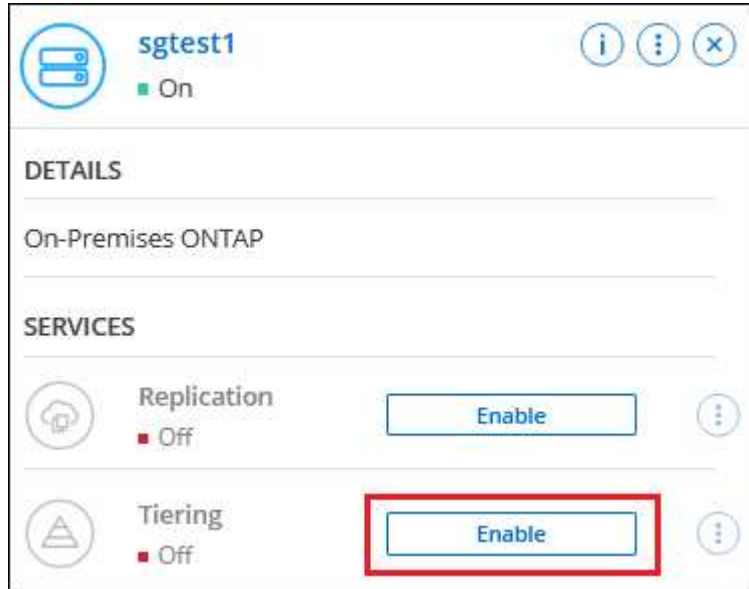 sgtest1
On
DETAILS
On-Premises ONTAP
SERVICES
Replication
Enable
Off
Tiering
Enable
Off